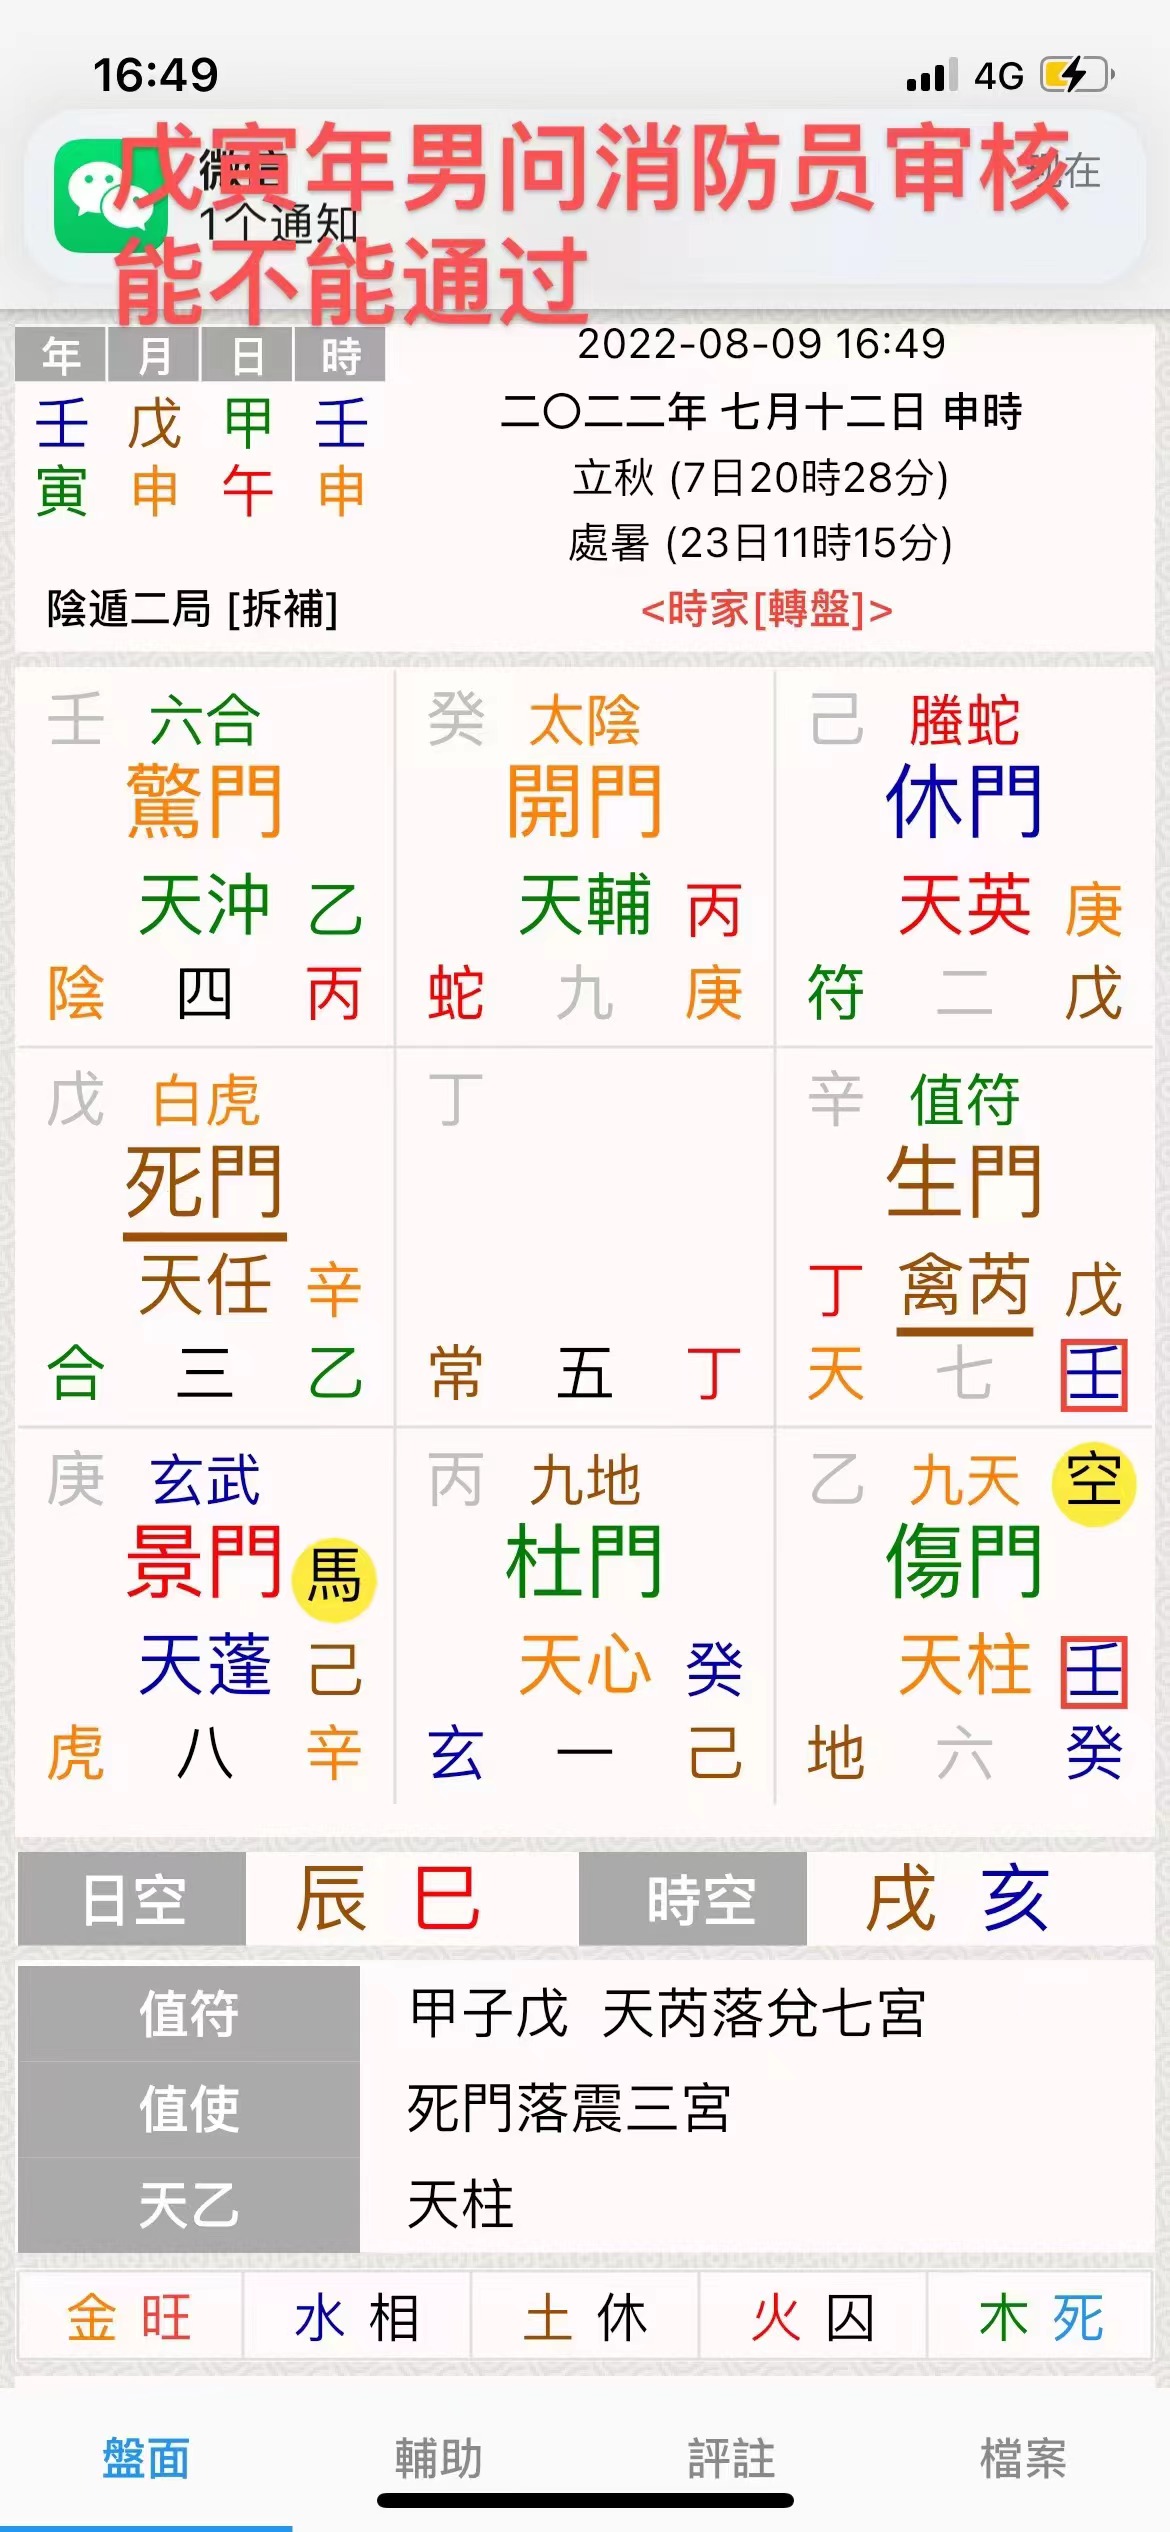 16:49
4G
微信
现在
1个通知
戊寅年男问消防员审核
能不能通过
年 月 日 時
壬 戊 甲 壬
寅 申 午 申
2022-08-09 16:49
二〇二二年 七月十二日 申時
立秋 (7日20時28分)
處暑 (23日11時15分)
陰遁二局 [拆補]
<時家[轉盤]>
壬 六合
驚門
天沖 乙
陰 四 丙
癸 太陰
開門
天輔 丙
蛇 九 庚
己 螣蛇
休門
天英 庚
符 二 戊
戊 白虎
死門
天任 辛
合 三 乙
丁
常 五 丁
辛 值符
生門
丁 禽芮 戊
天 七 壬
庚 玄武
景門 馬
天蓬 己
虎 八 辛
丙 九地
杜門
天心 癸
玄 一 己
乙 九天 空
傷門
天柱 壬
地 六 癸
日空 辰 巳 時空 戌 亥
值符 甲子戊 天芮落兌七宮
值使 死門落震三宮
天乙 天柱
金 旺 水 相 土 休 火 囚 木 死
盤面 輔助 評註 檔案